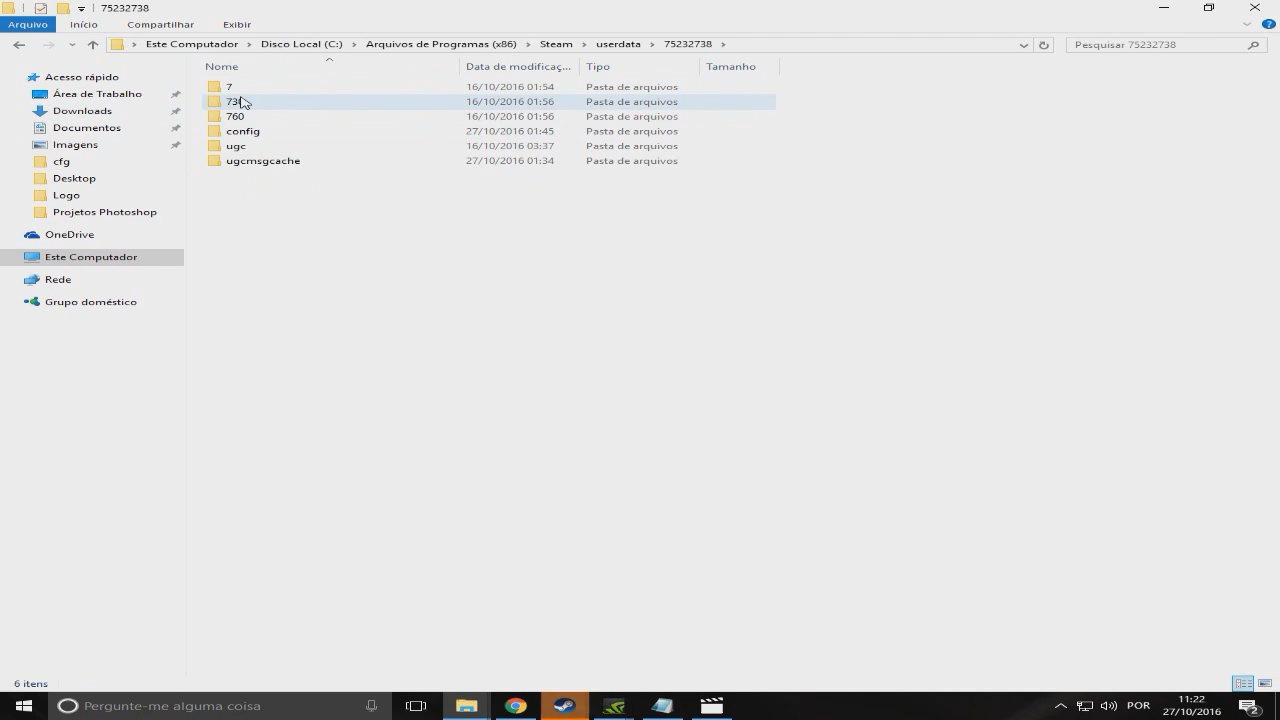 75232738
Arquivo Início Compartilhar Exibir
Este Computador Disco Local (C:) Arquivos de Programas (x86) Steam userdata 75232738
Pesquisar 75232738
Nome Data de modificaç... Tipo Tamanho
7 16/10/2016 01:54 Pasta de arquivos
16/10/2016 01:56 Pasta de arquivos
760 16/10/2016 01:56 Pasta de arquivos
config 27/10/2016 01:45 Pasta de arquivos
ugc 16/10/2016 03:37 Pasta de arquivos
ugcmsgcache 27/10/2016 01:34 Pasta de arquivos
Acesso rápido
Área de Trabalho
Downloads
Documentos
Imagens
cfg
Desktop
Logo
Projetos Photoshop
OneDrive
Este Computador
Rede
Grupo doméstico
6 itens
Pergunte-me alguma coisa
POR
11:22
27/10/2016
2